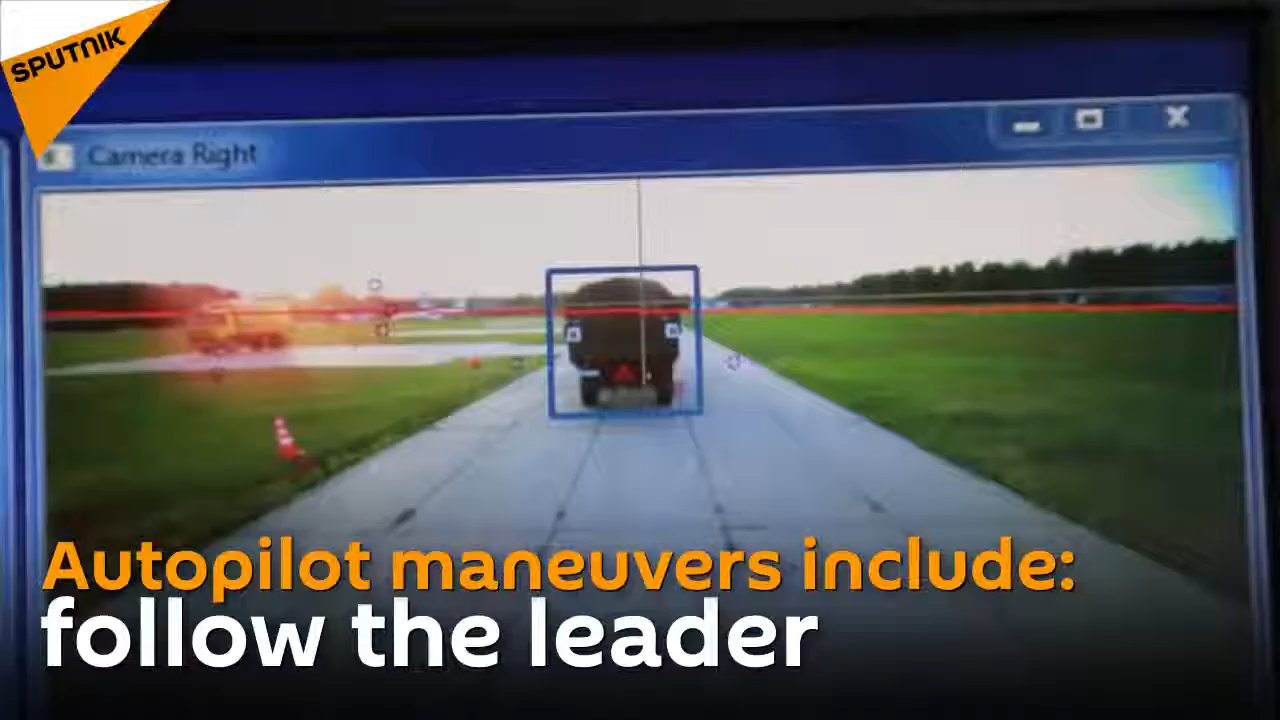 SPUTNIK
Camera Right
Autopilot maneuvers include:
follow the leader